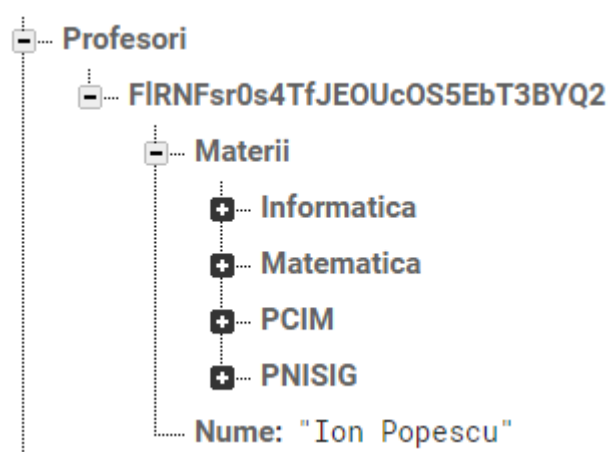 Profesori
FlRNFsr0s4TfJEOUcOS5EbT3BYQ2
Materii
Informatica
Matematica
PCIM
PNISIG
Nume: "Ion Popescu"